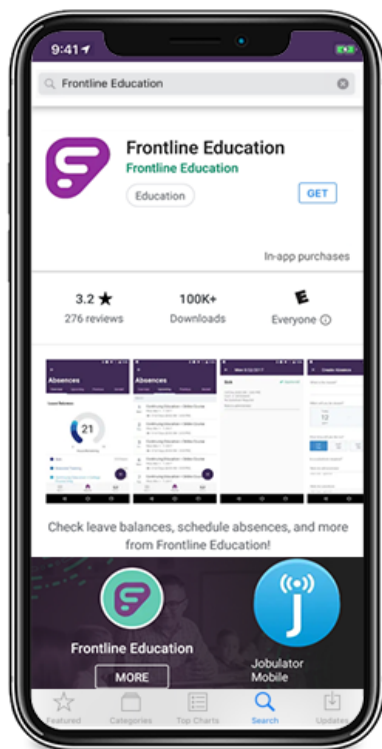 9:41
Frontline Education
Frontline Education
Frontline Education
Education
GET
In-app purchases
3.2 ★
100K+
E
276 reviews
Downloads
Everyone
Absences
Absences
21
Check leave balances, schedule absences, and more
from Frontline Education!
Frontline Education
MORE
Jobulator
Mobile
Featured
Categories
Top Charts
Search
Updates